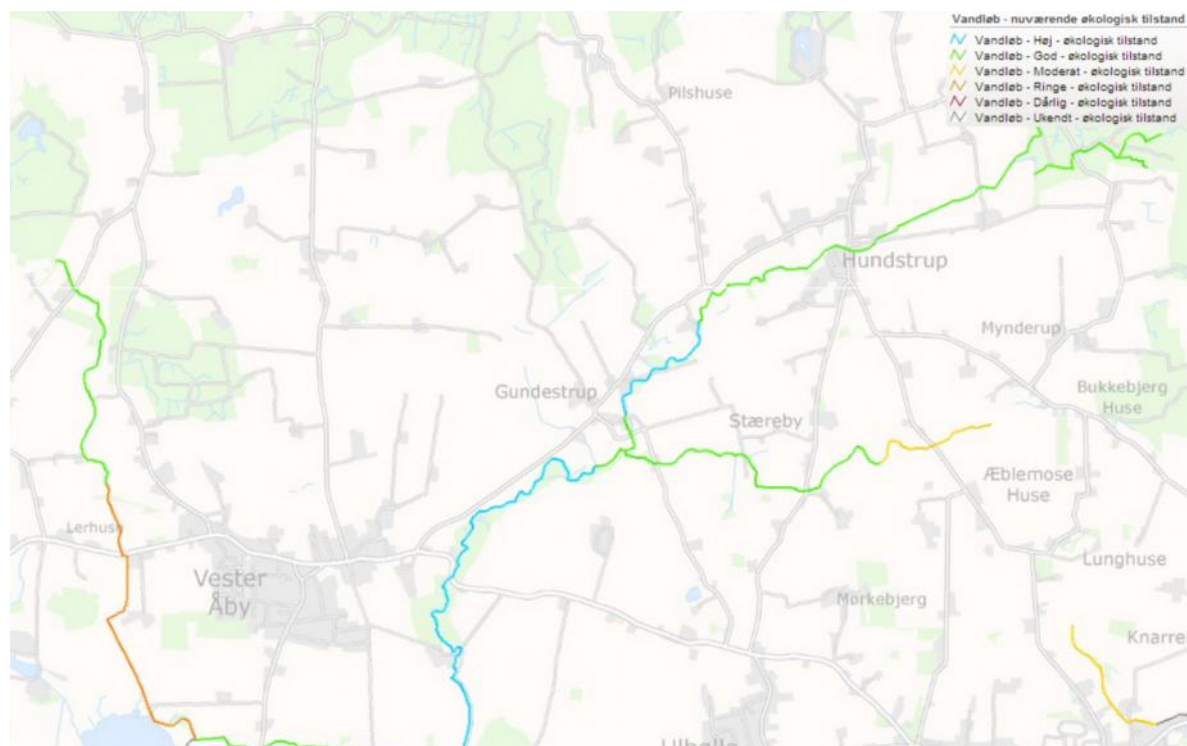 Vandløb - nuværende økologisk tilstand
Vandløb - Høj - økologisk tilstand
Vandløb - God - økologisk tilstand
Vandløb - Moderat - økologisk tilstand
Vandløb - Ringe - økologisk tilstand
Vandløb - Dårlig - økologisk tilstand
Vandløb - Ukendt - økologisk tilstand
Pilshuse
Hundstrup
Mynderup
Gundestrup
Bukkebjerg
Huse
Stæreby
Æblemose
Huse
Lerhuse
Lunghuse
Vester
Åby
Mørkebjerg
Knarre